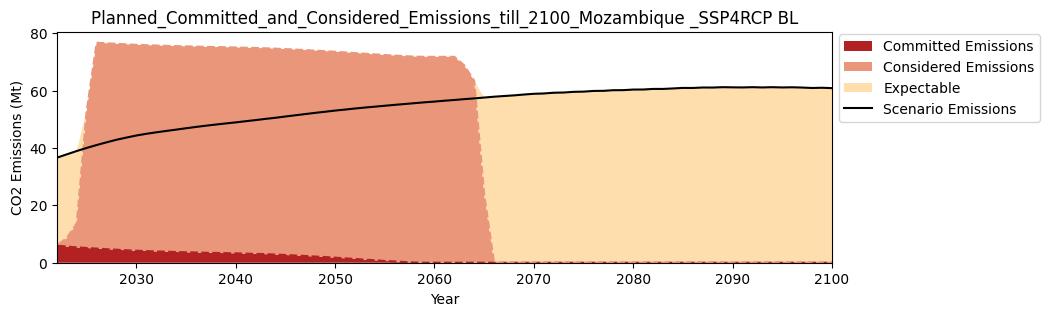 Planned_Committed_and_Considered_Emissions_till_2100_Mozambique _SSP4RCP BL
80
60
40
20
0
CO2 Emissions (Mt)
2030
2040
2050
2060
2070
2080
2090
2100
Year
Committed Emissions
Considered Emissions
Expectable
Scenario Emissions